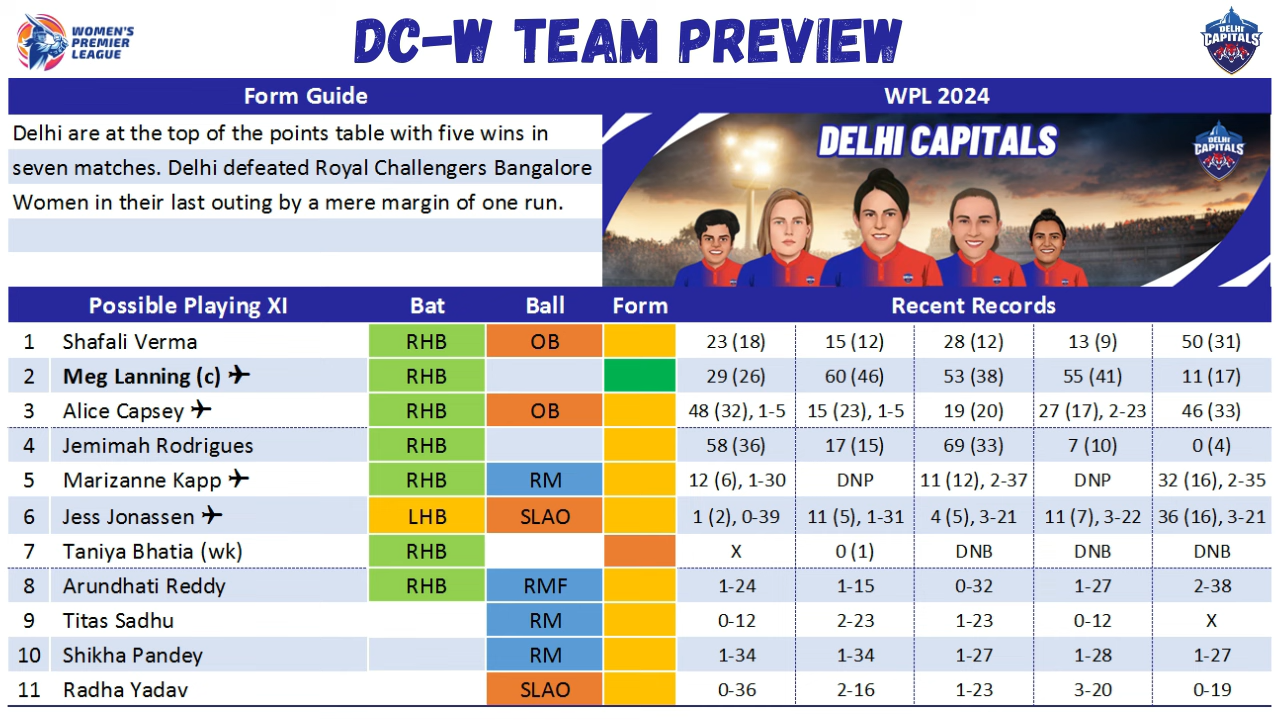 WOMEN'S
PREMIER
LEAGUE
DC-W TEAM PREVIEW
DELHI
CAPITALS
Form Guide WPL 2024
Delhi are at the top of the points table with five wins in
seven matches. Delhi defeated Royal Challengers Bangalore
Women in their last outing by a mere margin of one run.
DELHI CAPITALS
DELHI
CAPITALS
Possible Playing XI Bat Ball Form Recent Records
1 Shafali Verma RHB OB 23 (18) 15 (12) 28 (12) 13 (9) 50 (31)
2 Meg Lanning (c) ✈ RHB 29 (26) 60 (46) 53 (38) 55 (41) 11 (17)
3 Alice Capsey ✈ RHB OB 48 (32), 1-5 15 (23), 1-5 19 (20) 27 (17), 2-23 46 (33)
4 Jemimah Rodrigues RHB 58 (36) 17 (15) 69 (33) 7 (10) 0 (4)
5 Marizanne Kapp ✈ RHB RM 12 (6), 1-30 DNP 11 (12), 2-37 DNP 32 (16), 2-35
6 Jess Jonassen ✈ LHB SLAO 1 (2), 0-39 11 (5), 1-31 4 (5), 3-21 11 (7), 3-22 36 (16), 3-21
7 Taniya Bhatia (wk) RHB X 0 (1) DNB DNB DNB
8 Arundhati Reddy RHB RMF 1-24 1-15 0-32 1-27 2-38
9 Titas Sadhu RM 0-12 2-23 1-23 0-12 X
10 Shikha Pandey RM 1-34 1-34 1-27 1-28 1-27
11 Radha Yadav SLAO 0-36 2-16 1-23 3-20 0-19